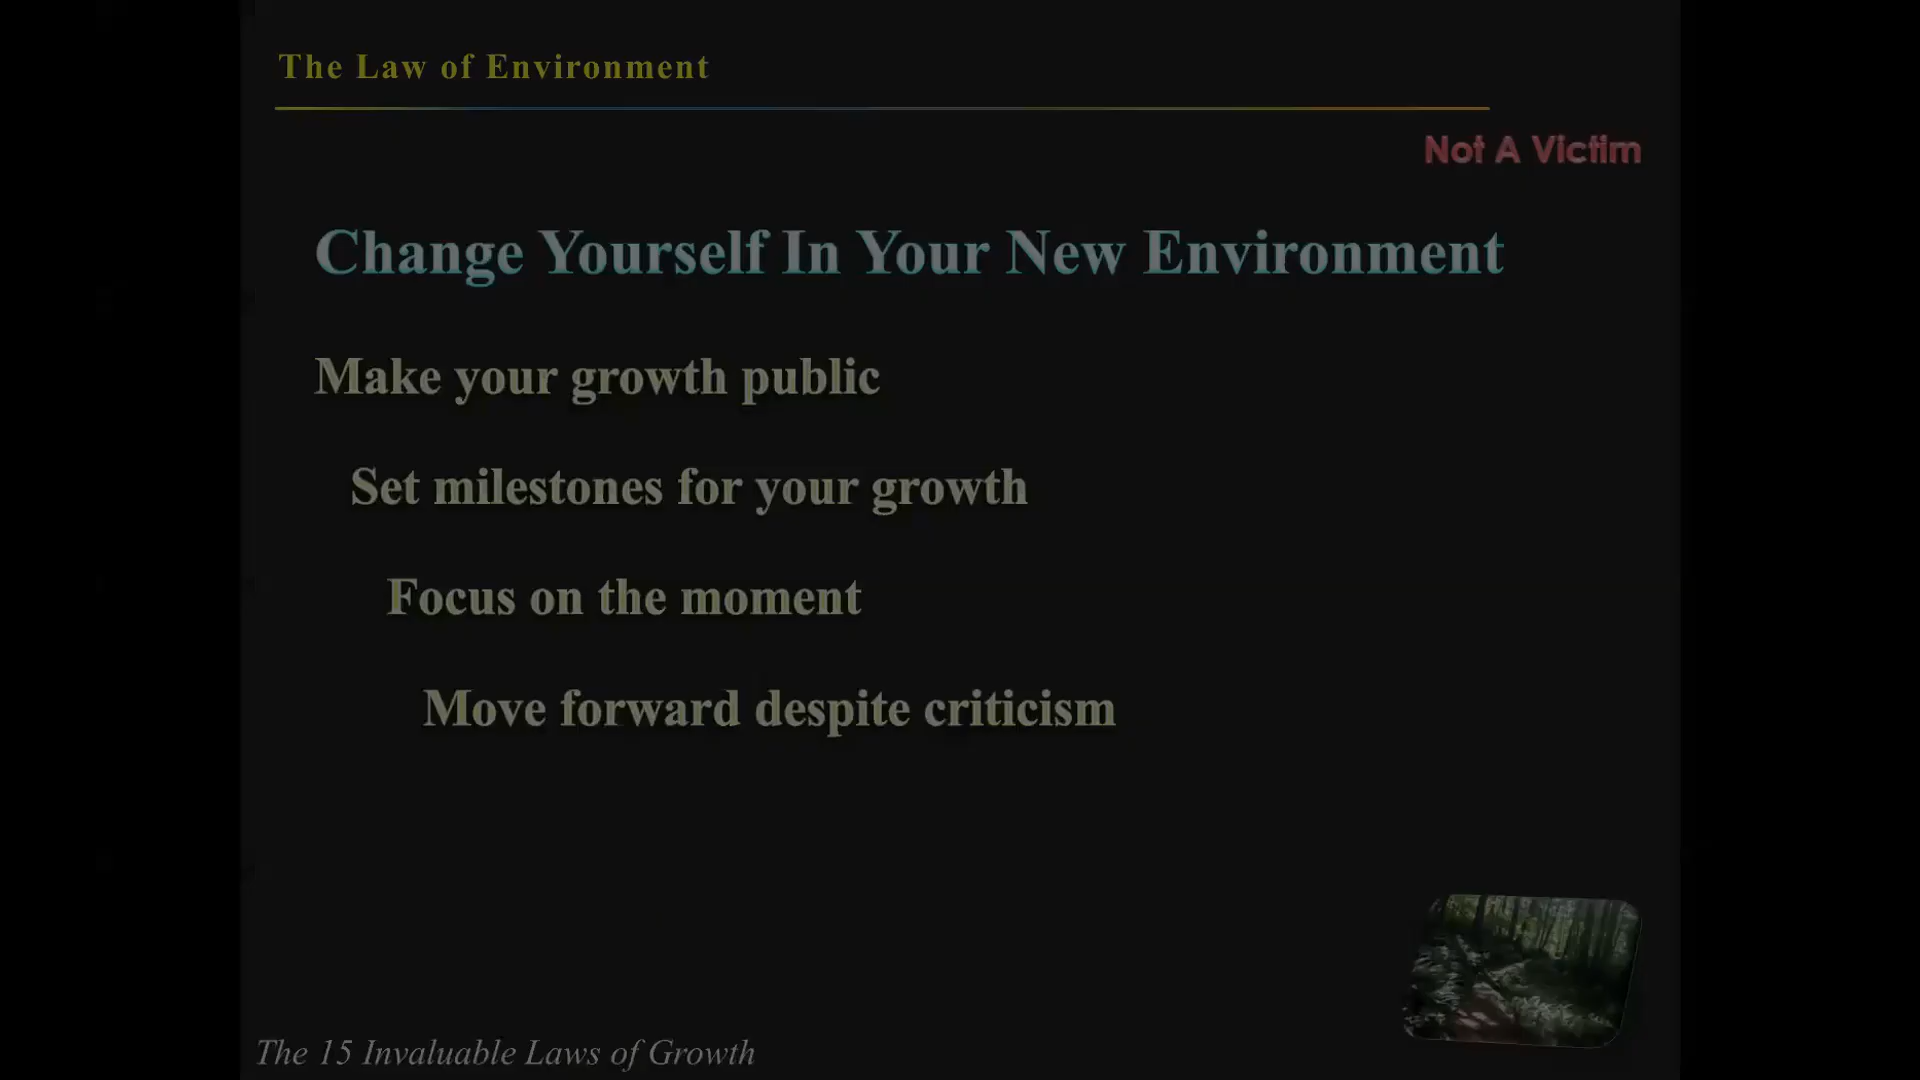 The Law of Environment
Not A Victim
Change Yourself In Your New Environment
Make your growth public
Set milestones for your growth
Focus on the moment
Move forward despite criticism
The 15 Invaluable Laws of Growth